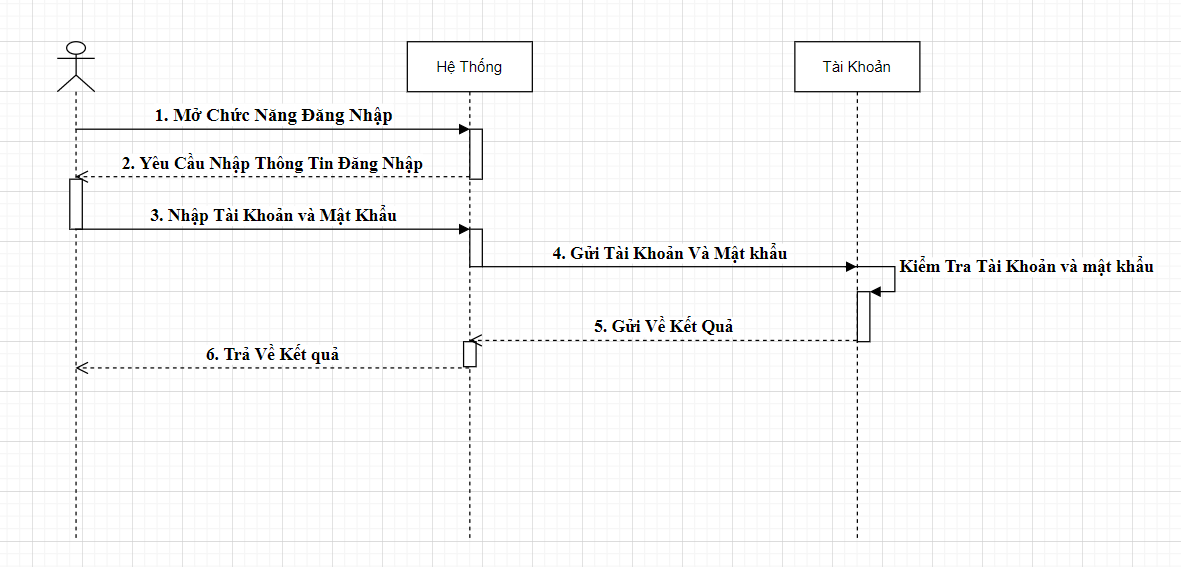 Hệ Thống
Tài Khoản
1. Mở Chức Năng Đăng Nhập
2. Yêu Cầu Nhập Thông Tin Đăng Nhập
3. Nhập Tài Khoản và Mật Khẩu
4. Gửi Tài Khoản Và Mật khẩu
Kiểm Tra Tài Khoản và mật khẩu
5. Gửi Về Kết Quả
6. Trả Về Kết quả